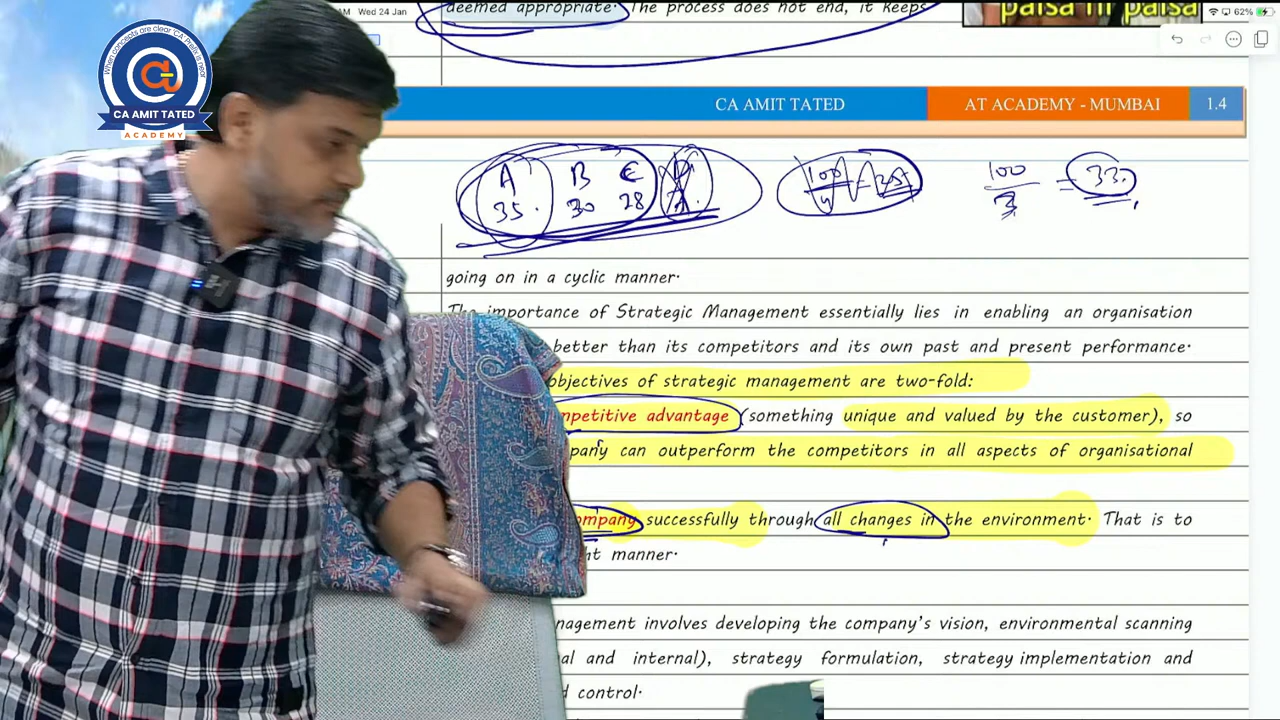 AM Wed 24 Jan
62%
deemed appropriate. The process does not end, it keeps
paisa hi paisa
When concepts are clear 'CA' Prefix is near
CA AMIT TATED
ACADEMY
CA AMIT TATED
AT ACADEMY - MUMBAI
1.4
A B C
35. 30 28
100
= 33.
going on in a cyclic manner.
The importance of Strategic Management essentially lies in enabling an organisation
better than its competitors and its own past and present performance.
objectives of strategic management are two-fold:
mpetitive advantage (something unique and valued by the customer), so
pany can outperform the competitors in all aspects of organisational
ompany successfully through all changes in the environment. That is to
ht manner.
nagement involves developing the company's vision, environmental scanning
al and internal), strategy formulation, strategy implementation and
d control.